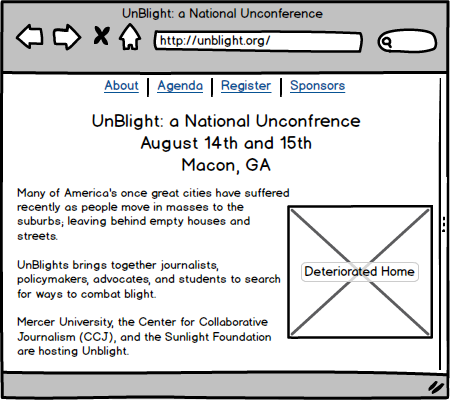 UnBlight: a National Unconference
http://unblight.org/
About | Agenda | Register | Sponsors
UnBlight: a National Unconfrence
August 14th and 15th
Macon, GA
Many of America's once great cities have suffered
recently as people move in masses to the
suburbs; leaving behind empty houses and
streets.
Deteriorated Home
UnBlights brings together journalists,
policymakers, advocates, and students to search
for ways to combat blight.
Mercer University, the Center for Collaborative
Journalism (CCJ), and the Sunlight Foundation
are hosting Unblight.